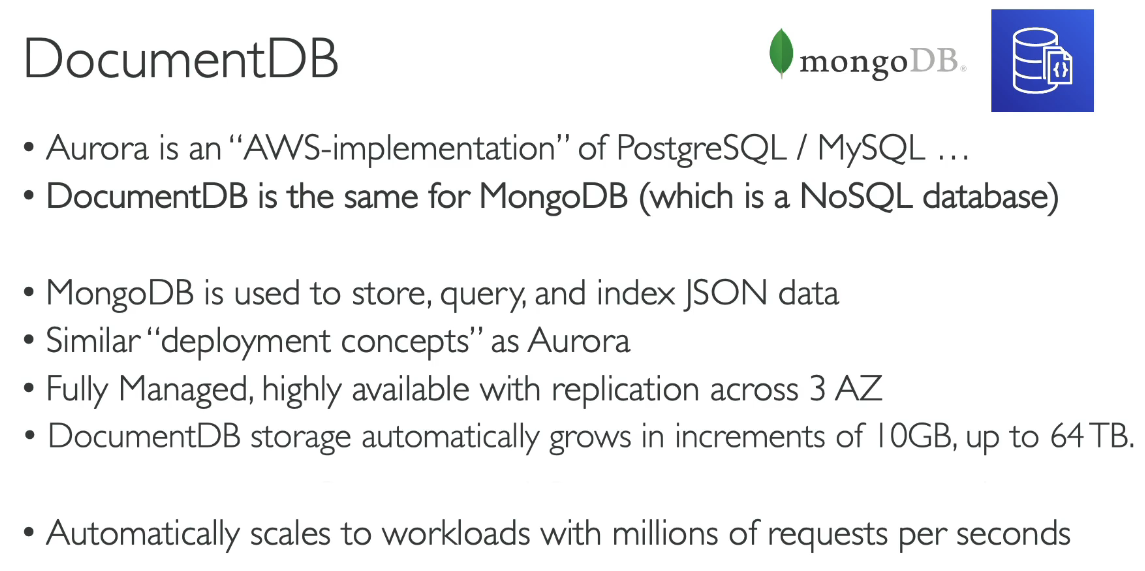 DocumentDB
mongoDB®
• Aurora is an “AWS-implementation” of PostgreSQL / MySQL …
• DocumentDB is the same for MongoDB (which is a NoSQL database)
• MongoDB is used to store, query, and index JSON data
• Similar “deployment concepts” as Aurora
• Fully Managed, highly available with replication across 3 AZ
• DocumentDB storage automatically grows in increments of 10GB, up to 64 TB.
• Automatically scales to workloads with millions of requests per seconds